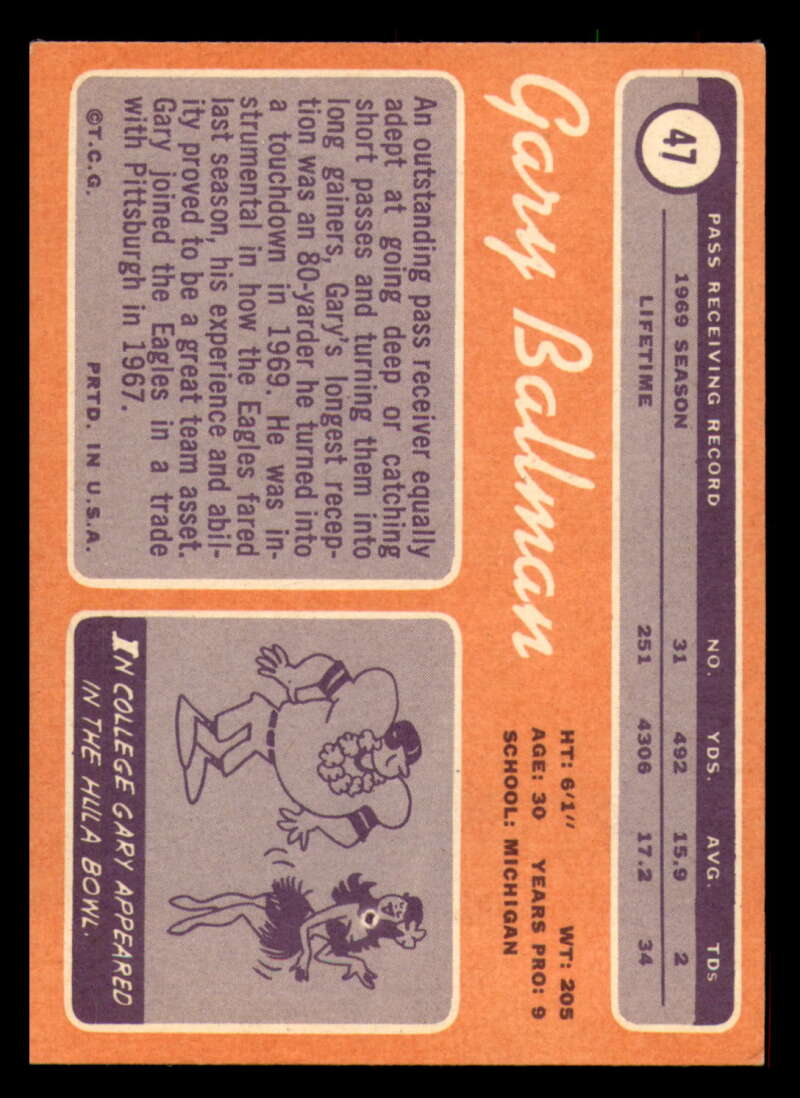 47
PASS RECEIVING RECORD NO. YDS. AVG. TDs
1969 SEASON 31 492 15.9 2
LIFETIME 251 4306 17.2 34
Gary Ballman
HT: 6'1" WT: 205
AGE: 30 YEARS PRO: 9
SCHOOL: MICHIGAN
An outstanding pass receiver equally
adept at going deep or catching
short passes and turning them into
long gainers, Gary's longest recep-
tion was an 80-yarder he turned into
a touchdown in 1969. He was in-
strumental in how the Eagles fared
last season, his experience and abil-
ity proved to be a great team asset.
Gary joined the Eagles in a trade
with Pittsburgh in 1967.
©T.C.G. PRTD. IN U.S.A.
IN COLLEGE GARY APPEARED
IN THE HULA BOWL.